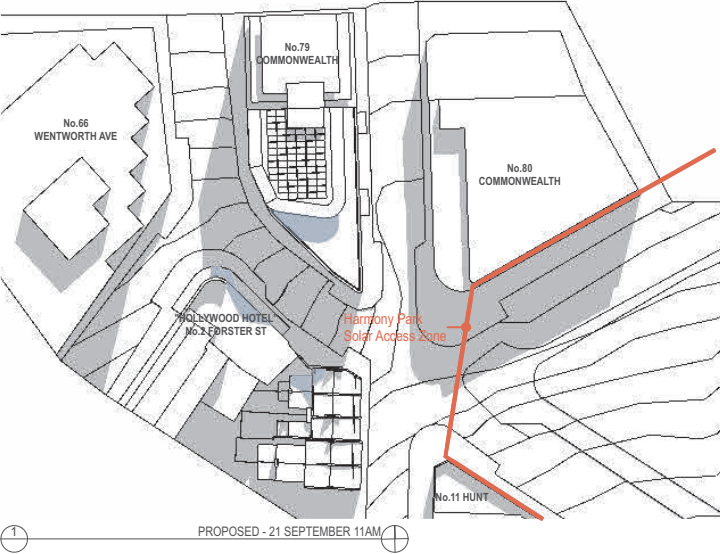 No.79
COMMONWEALTH
No.66
WENTWORTH AVE
No.80
COMMONWEALTH
"HOLLYWOOD HOTEL"
No.2 FORSTER ST
Harmony Park
Solar Access Zone
No.11 HUNT
1
PROPOSED - 21 SEPTEMBER 11AM